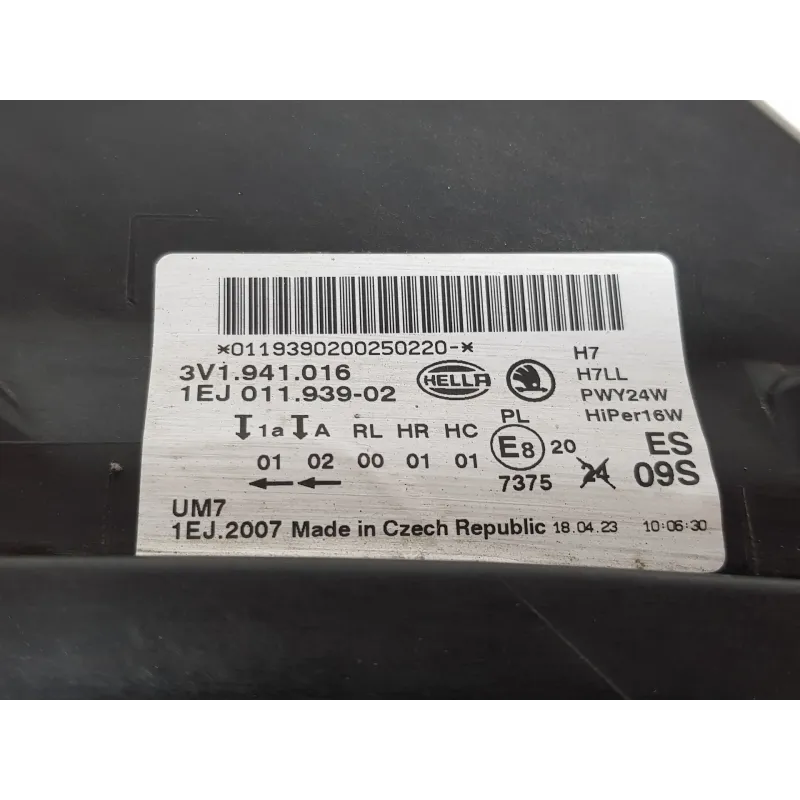 *01193900200250220-*
3V1.941.016
1EJ 011.939-02
HELLA
H7
H7LL
PWY24W
HiPer16W
1a A RL HR HC PL
01 02 00 01 01
E8 20
7375 24
ES
09S
UM7
1EJ.2007 Made in Czech Republic 18.04.23 10:06:30